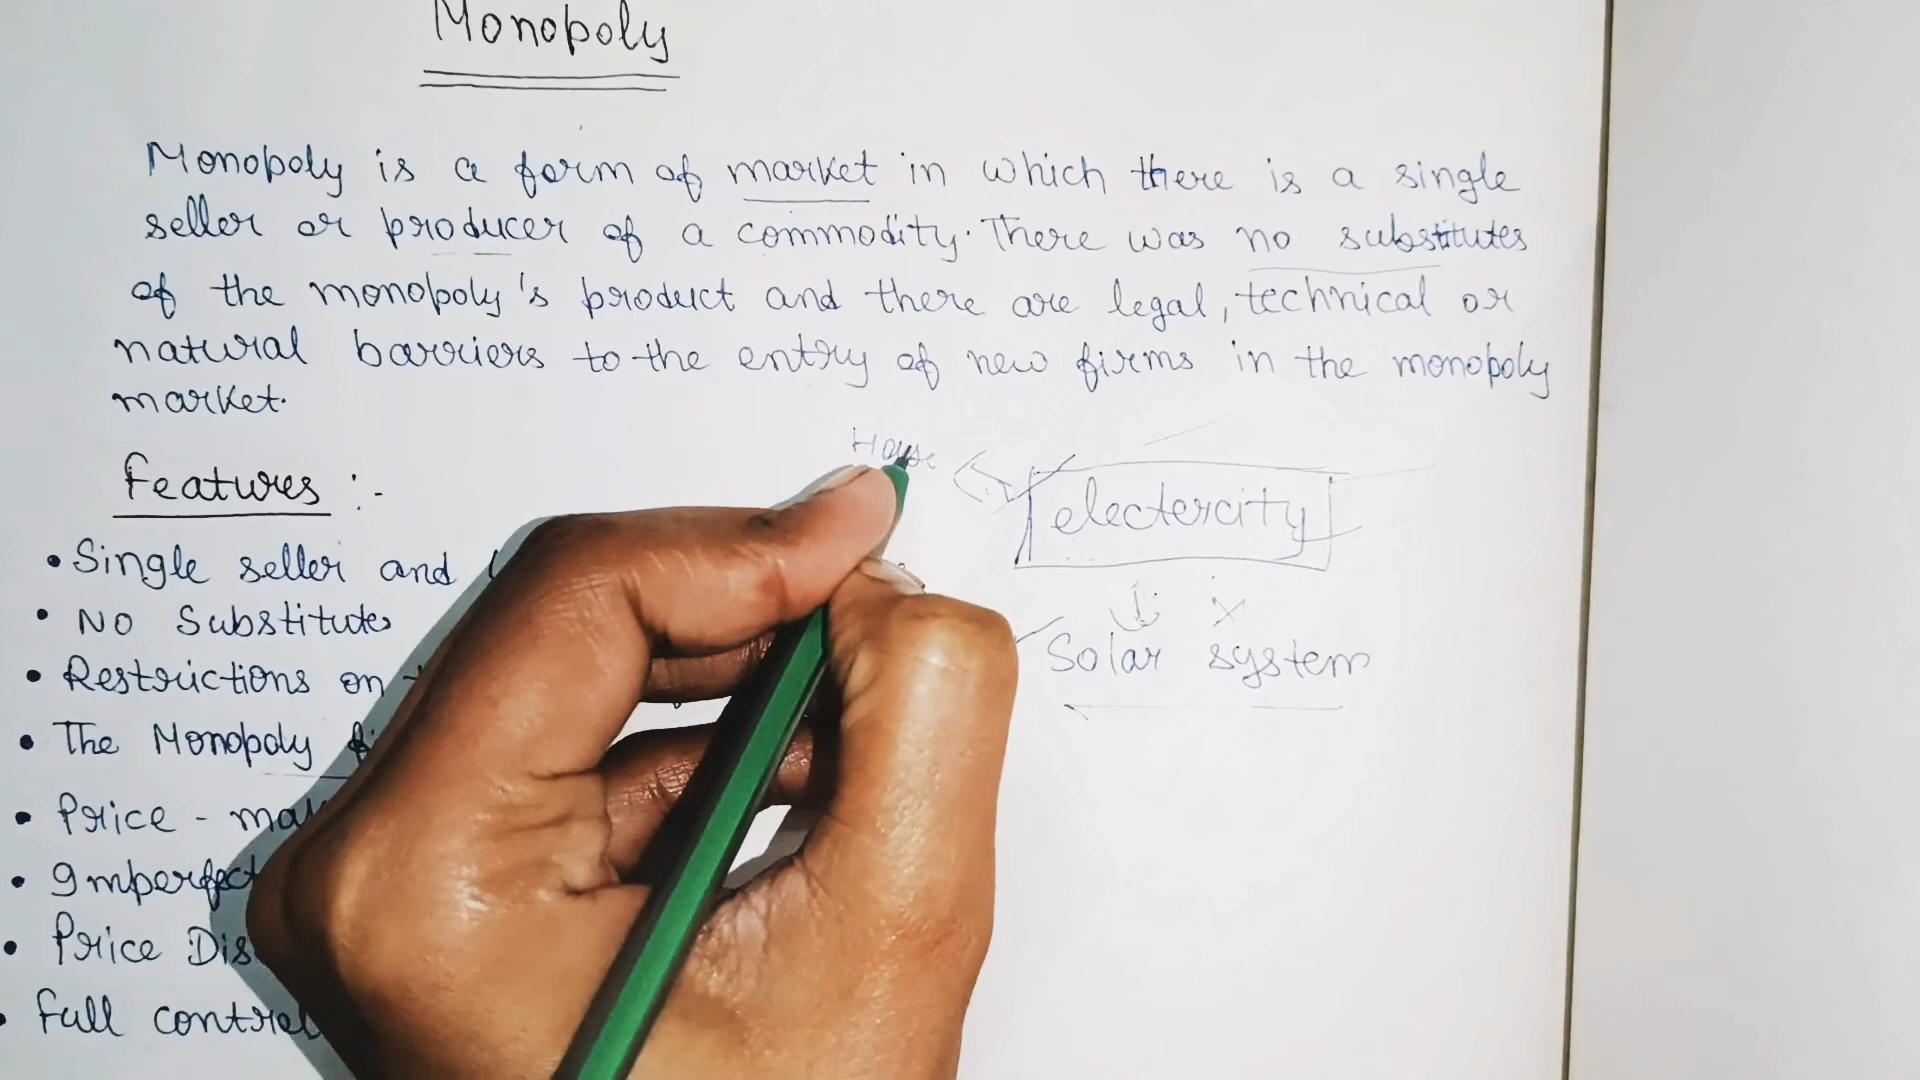 Monopoly
Monopoly is a form of market in which there is a single
seller or producer of a commodity. There was no substitutes
of the monopoly's product and there are legal, technical or
natural barriers to the entry of new firms in the monopoly
market.
House
electercity
Solar system
Features :-
• Single seller and
• No Substitutes
• Restrictions on
• The Monopoly
• Price - mak
• Imperfect
• Price Dis
• Full control